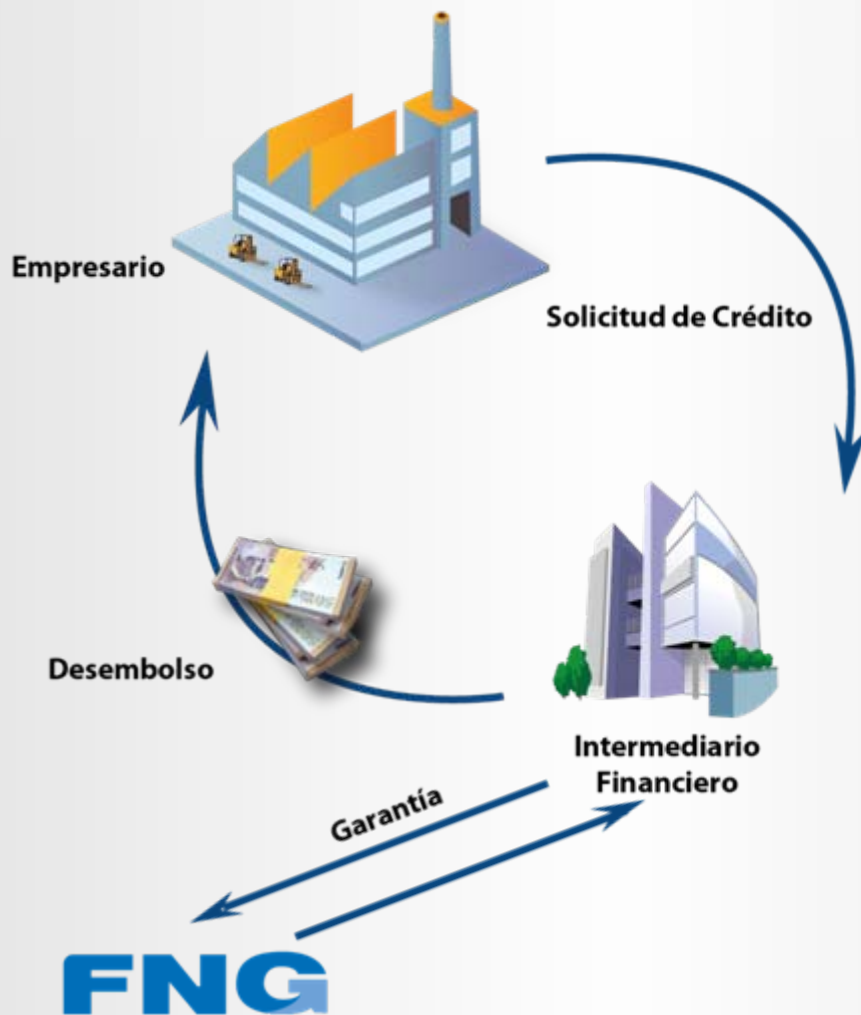 Empresario
Solicitud de Crédito
Desembolso
Intermediario
Financiero
Garantía
FNG